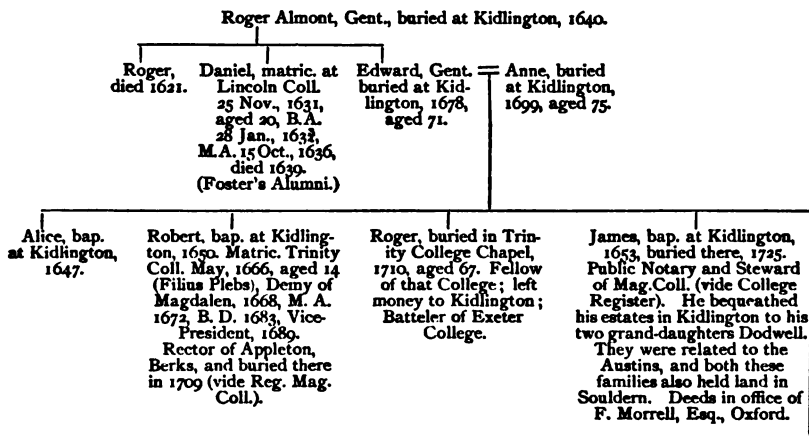 Roger Almont, Gent., buried at Kidlington, 1640.
Roger,
died 1621.
Daniel, matric. at
Lincoln Coll.
25 Nov., 1631,
aged 20, B.A.
28 Jan., 1632/3,
M.A. 15 Oct., 1636,
died 1639.
(Foster's Alumni.)
Edward, Gent.
buried at Kid-
lington, 1678,
aged 71.
Anne, buried
at Kidlington,
1699, aged 75.
Alice, bap.
at Kidlington,
1647.
Robert, bap. at Kidling-
ton, 1650. Matric. Trinity
Coll. May, 1666, aged 14
(Filius Plebs), Demy of
Magdalen, 1668, M. A.
1672, B. D. 1683, Vice-
President, 1689.
Rector of Appleton,
Berks, and buried there
in 1709 (vide Reg. Mag.
Coll.).
Roger, buried in Trin-
ity College Chapel,
1710, aged 67. Fellow
of that College; left
money to Kidlington;
Batteler of Exeter
College.
James, bap. at Kidlington,
1653, buried there, 1725.
Public Notary and Steward
of Mag. Coll. (vide College
Register). He bequeathed
his estates in Kidlington to his
two grand-daughters Dodwell.
They were related to the
Austins, and both these
families also held land in
Souldern. Deeds in office of
F. Morrell, Esq., Oxford.